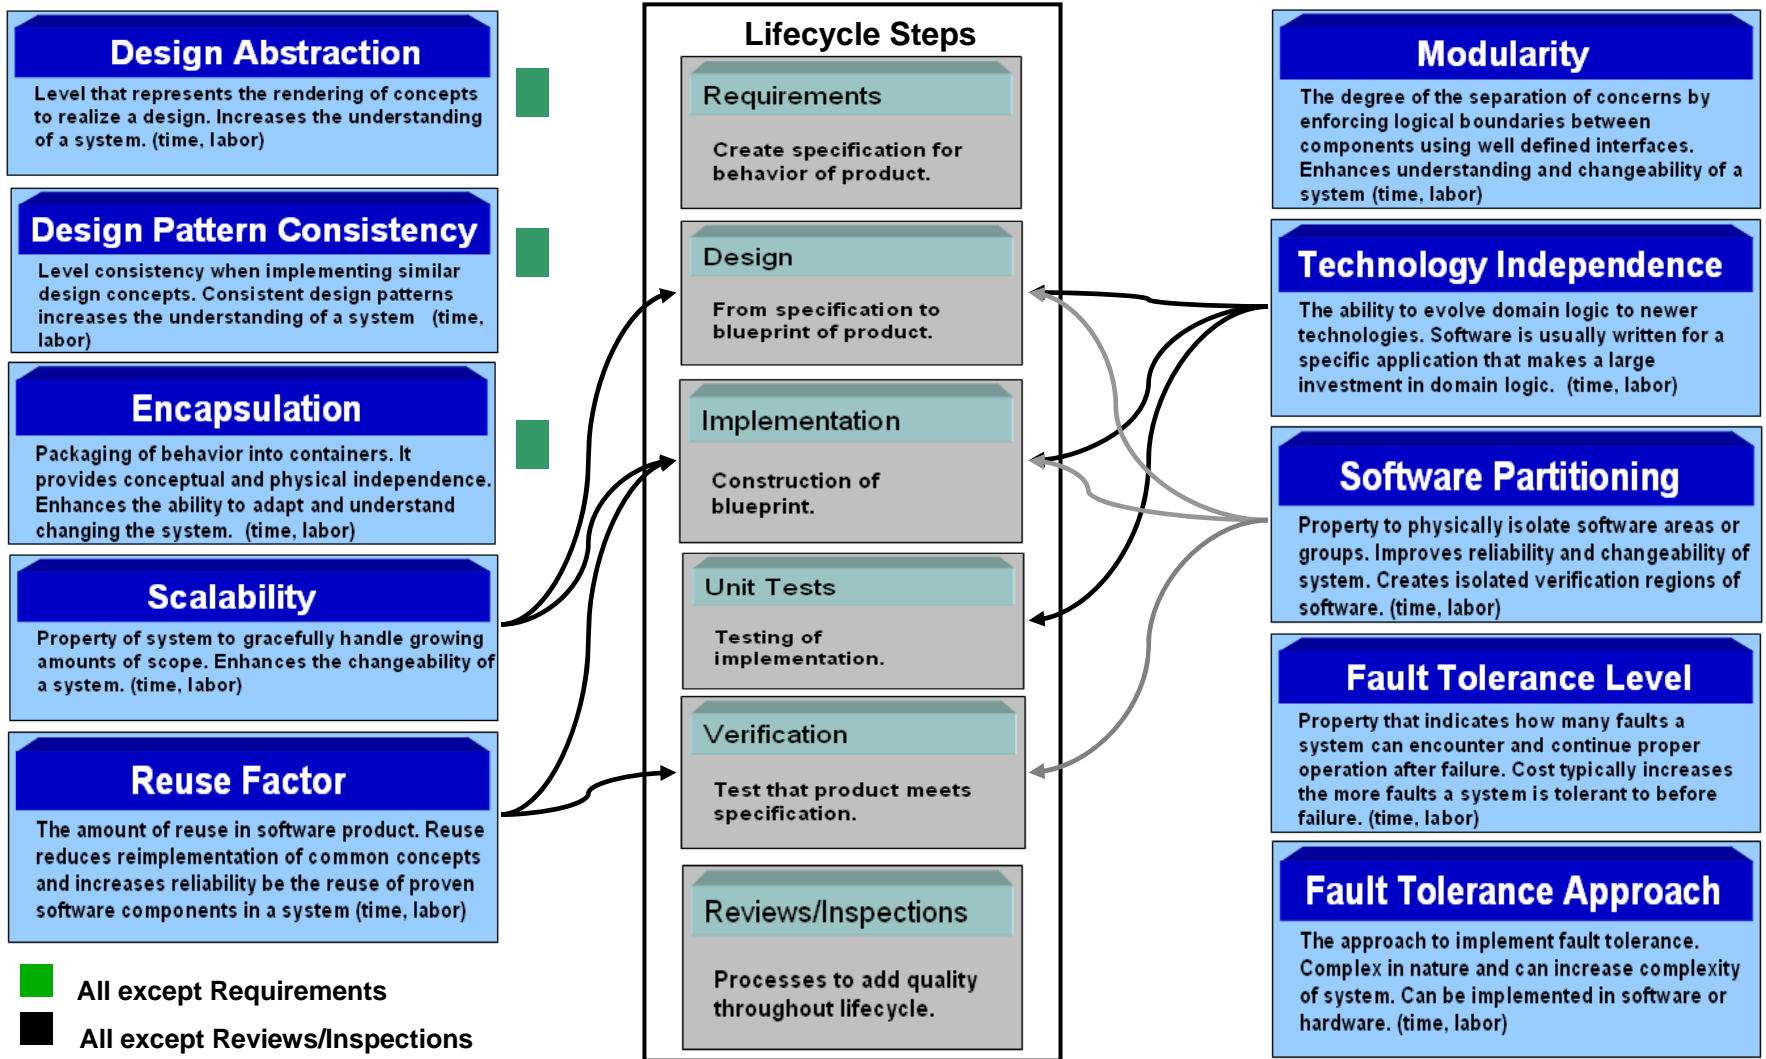 Design Abstraction
Level that represents the rendering of concepts
to realize a design. Increases the understanding
of a system. (time, labor)
Design Pattern Consistency
Level consistency when implementing similar
design concepts. Consistent design patterns
increases the understanding of a system (time,
labor)
Encapsulation
Packaging of behavior into containers. It
provides conceptual and physical independence.
Enhances the ability to adapt and understand
changing the system. (time, labor)
Scalability
Property of system to gracefully handle growing
amounts of scope. Enhances the changeability of
a system. (time, labor)
Reuse Factor
The amount of reuse in software product. Reuse
reduces reimplementation of common concepts
and increases reliability be the reuse of proven
software components in a system (time, labor)
All except Requirements
All except Reviews/Inspections
Lifecycle Steps
Requirements
Create specification for
behavior of product.
Design
From specification to
blueprint of product.
Implementation
Construction of
blueprint.
Unit Tests
Testing of
implementation.
Verification
Test that product meets
specification.
Reviews/Inspections
Processes to add quality
throughout lifecycle.
Modularity
The degree of the separation of concerns by
enforcing logical boundaries between
components using well defined interfaces.
Enhances understanding and changeability of a
system (time, labor)
Technology Independence
The ability to evolve domain logic to newer
technologies. Software is usually written for a
specific application that makes a large
investment in domain logic. (time, labor)
Software Partitioning
Property to physically isolate software areas or
groups. Improves reliability and changeability of
system. Creates isolated verification regions of
software. (time, labor)
Fault Tolerance Level
Property that indicates how many faults a
system can encounter and continue proper
operation after failure. Cost typically increases
the more faults a system is tolerant to before
failure. (time, labor)
Fault Tolerance Approach
The approach to implement fault tolerance.
Complex in nature and can increase complexity
of system. Can be implemented in software or
hardware. (time, labor)